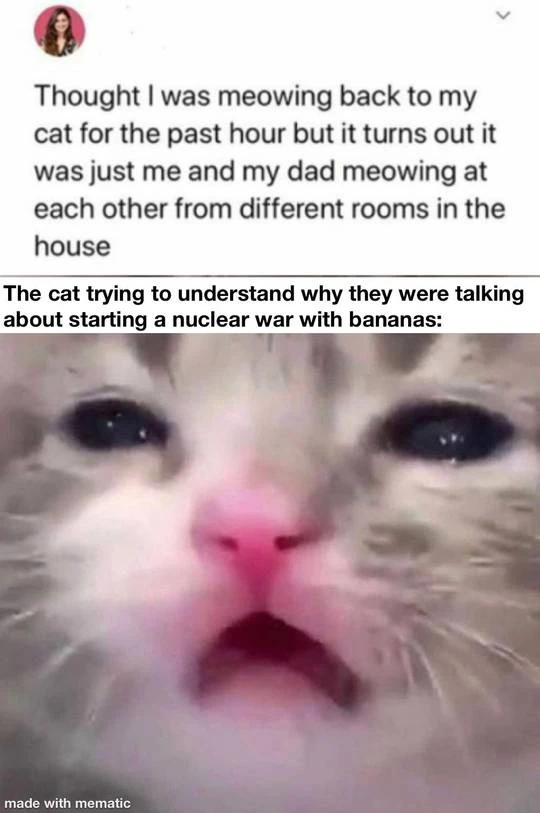 Thought I was meowing back to my
cat for the past hour but it turns out it
was just me and my dad meowing at
each other from different rooms in the
house
The cat trying to understand why they were talking
about starting a nuclear war with bananas:
made with mematic